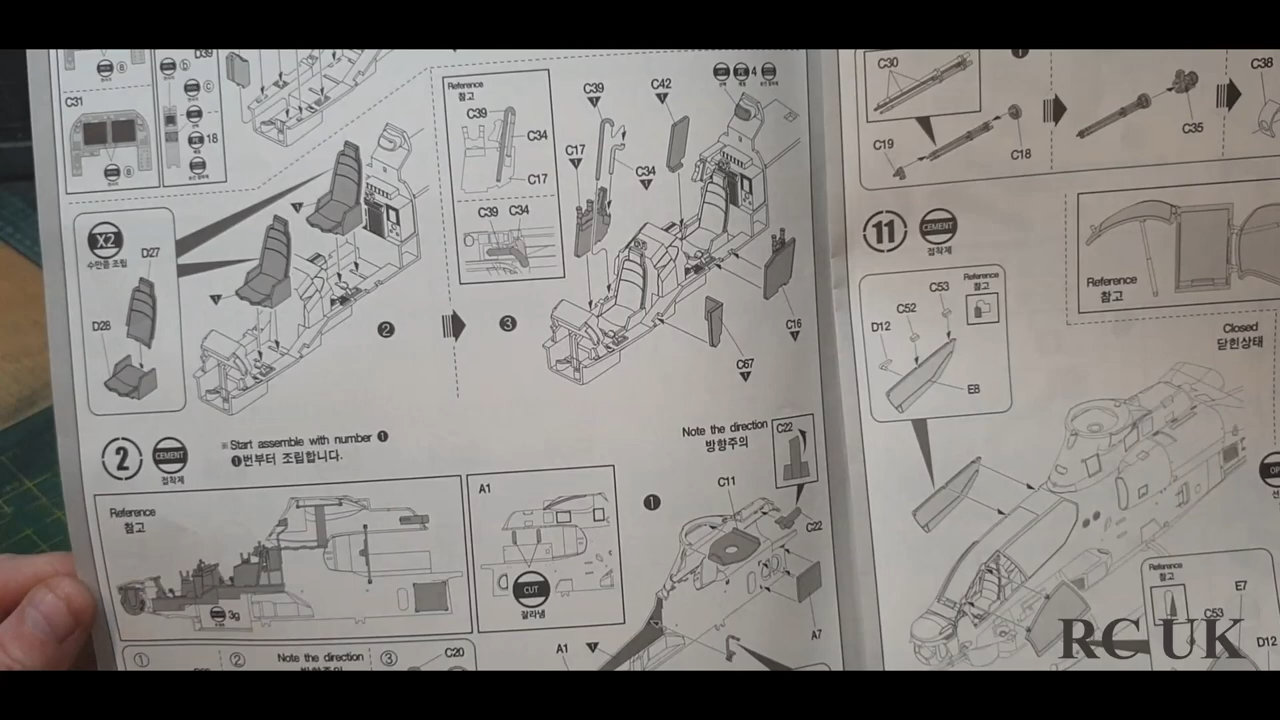 D39
C31
18
Reference
참고
C39
C34
C17
C39 C34
C39
C42
4
C17
C34
C16
C67
X2
수만큼 조립
D27
D28
2
3
2
CEMENT
접착제
※ Start assemble with number 1
1번부터 조립합니다.
Reference
참고
3g
A1
CUT
잘라냄
1
Note the direction
방향주의
C22
C11
C22
A7
A1
1
2
Note the direction
3
C20
C30
C19
C18
C35
C38
11
CEMENT
접착제
Reference
참고
C53
C52
D12
E8
Reference
참고
Closed
닫힌상태
Reference
참고
E7
C53
D12
RC UK